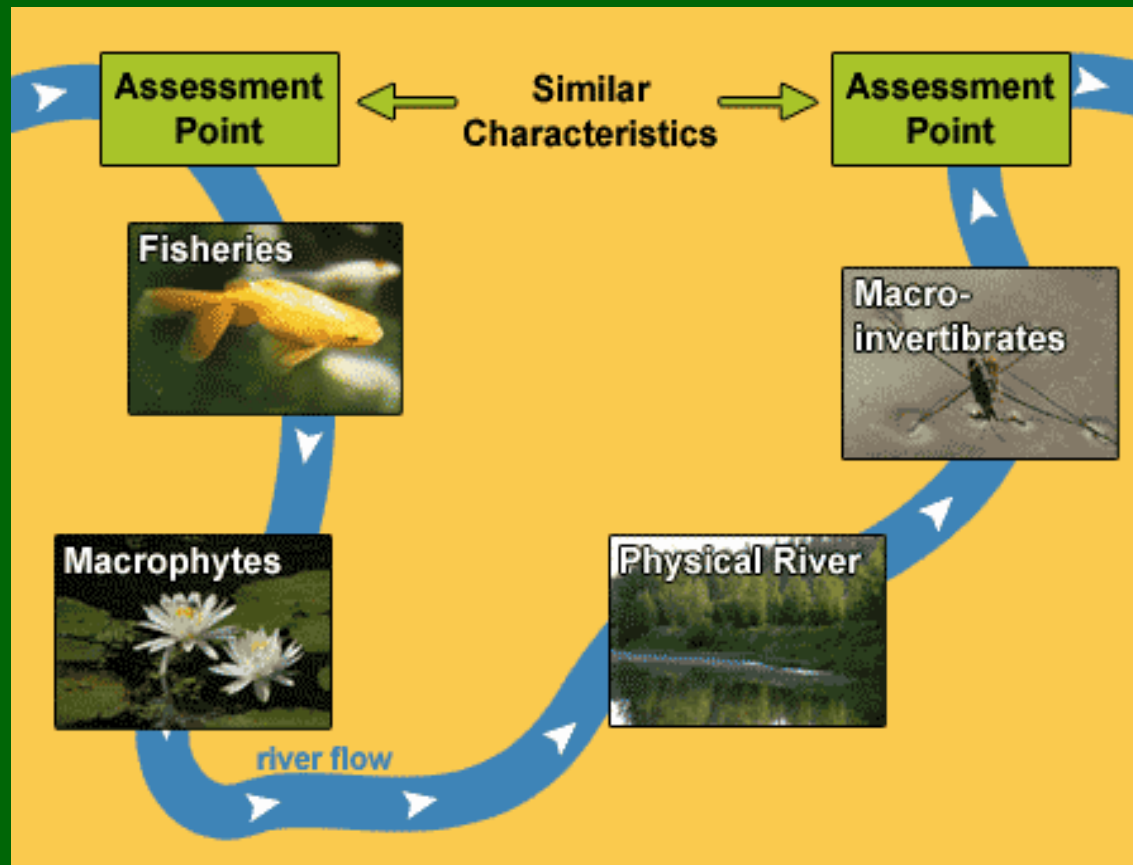 Assessment
Point
Similar
Characteristics
Assessment
Point
Fisheries
Macro-
invertibrates
Macrophytes
Physical River
river flow